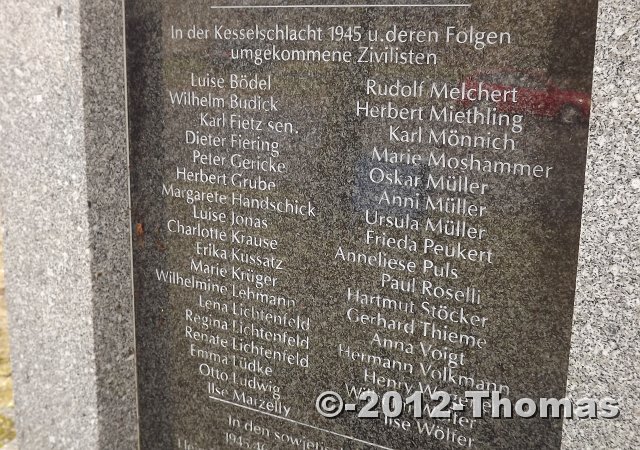 In der Kesselschlacht 1945 u. deren Folgen
umgekommene Zivilisten
Luise Bödel
Wilhelm Budick
Karl Fietz sen.
Dieter Fiering
Peter Gericke
Herbert Grube
Margarete Handschick
Luise Jonas
Charlotte Krause
Erika Kussatz
Marie Krüger
Wilhelmine Lehmann
Lena Lichtenfeld
Regina Lichtenfeld
Renate Lichtenfeld
Emma Lüdke
Otto Ludwig
Ilse Marzelly
Rudolf Melchert
Herbert Miethling
Karl Mönnich
Marie Moshammer
Oskar Müller
Anni Müller
Ursula Müller
Frieda Peukert
Anneliese Puls
Paul Roselli
Hartmut Stöcker
Gerhard Thieme
Anna Voigt
Hermann Volkmann
Henry
Ilse Wolfer
In den
©-2012-Thomas